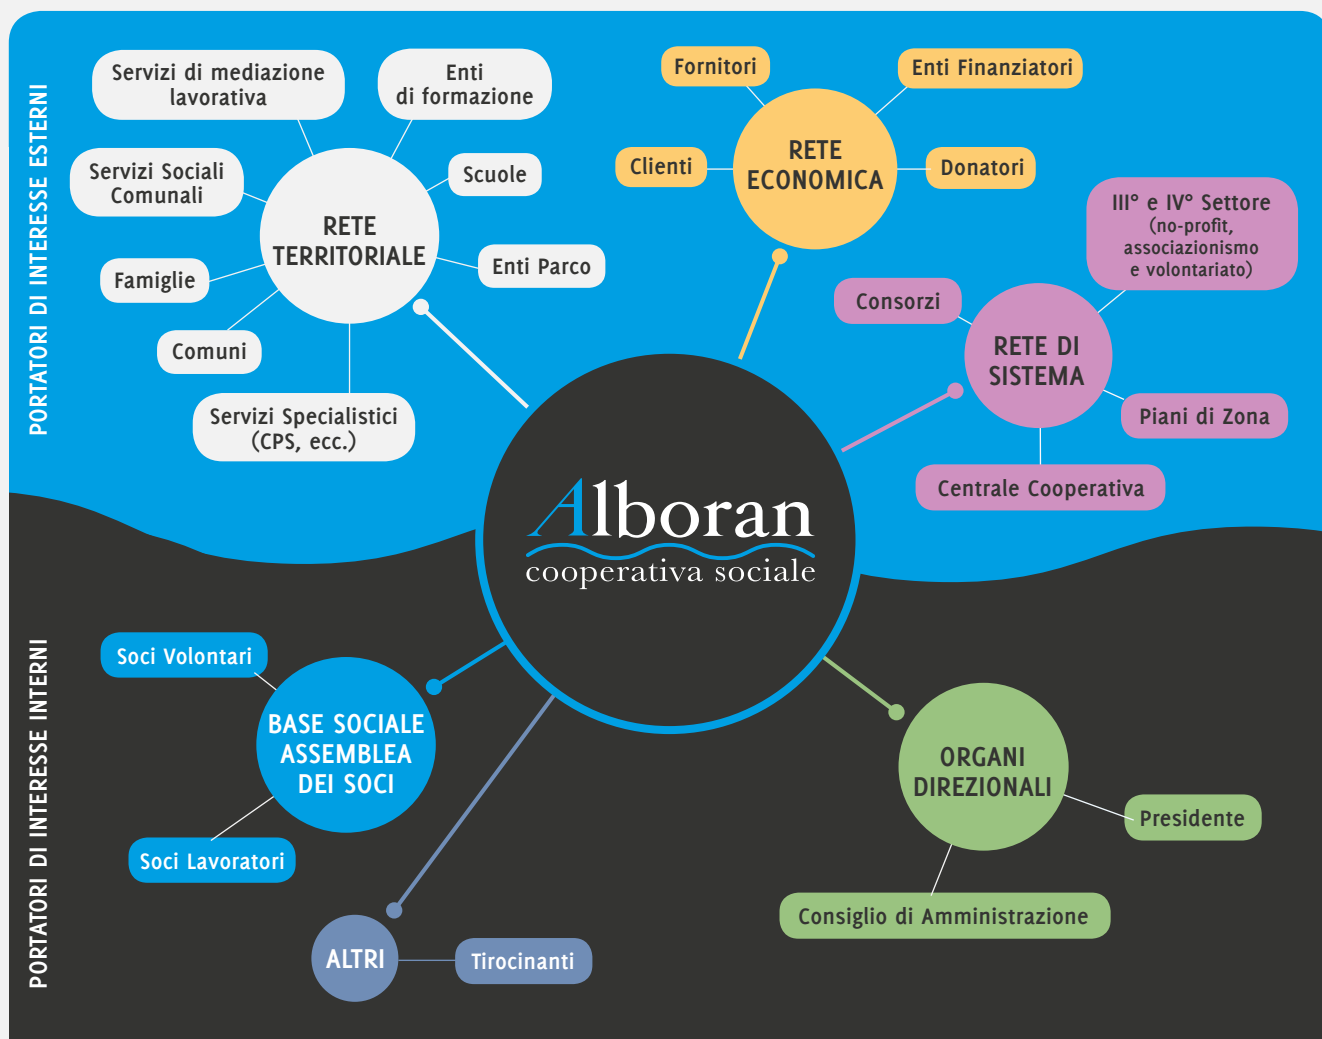 PORTATORI DI INTERESSE ESTERNI
Servizi di mediazione
lavorativa
Enti
di formazione
Servizi Sociali
Comunali
Scuole
RETE
TERRITORIALE
Famiglie
Enti Parco
Comuni
Servizi Specialistici
(CPS, ecc.)
Fornitori
Enti Finanziatori
RETE
ECONOMICA
Clienti
Donatori
III° e IV° Settore
(no-profit,
associazionismo
e volontariato)
Consorzi
RETE DI
SISTEMA
Piani di Zona
Centrale Cooperativa
Alboran
cooperativa sociale
PORTATORI DI INTERESSE INTERNI
Soci Volontari
BASE SOCIALE
ASSEMBLEA
DEI SOCI
Soci Lavoratori
ALTRI
Tirocinanti
ORGANI
DIREZIONALI
Presidente
Consiglio di Amministrazione